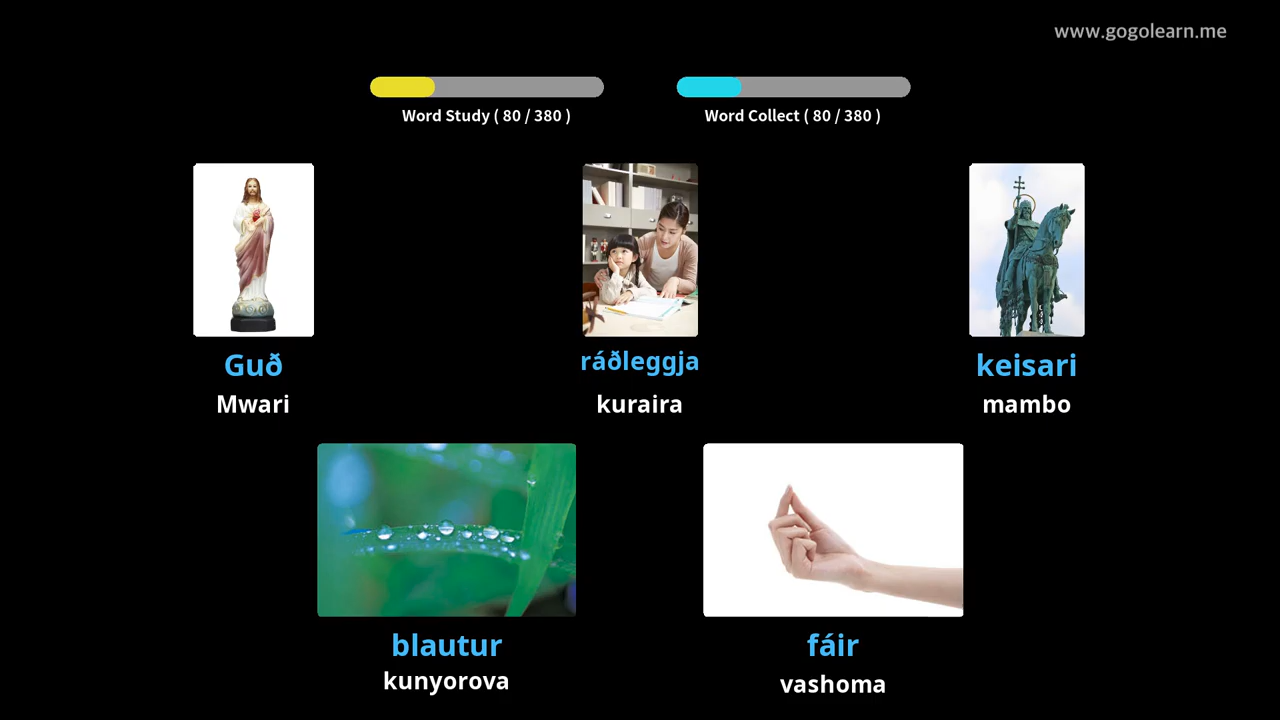 www.gogolearn.me
Word Study ( 80 / 380 )
Word Collect ( 80 / 380 )
Guð
Mwari
ráðleggja
kuraira
keisari
mambo
blautur
kunyorova
fáir
vashoma